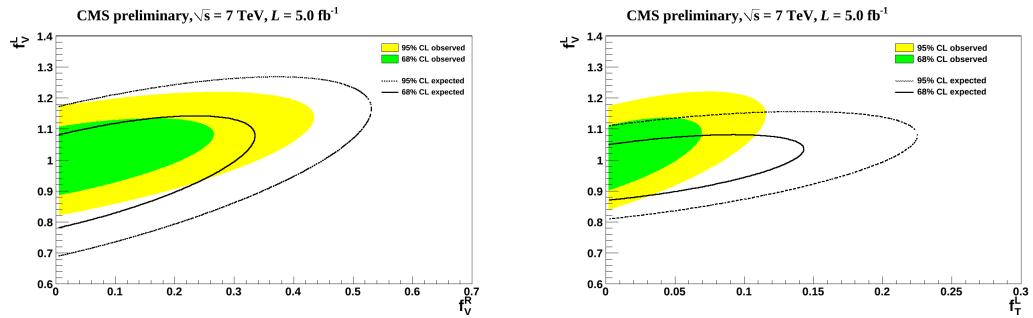 CMS preliminary, √s = 7 TeV, L = 5.0 fb⁻¹
f_V^L
1.4
1.3
1.2
1.1
1
0.9
0.8
0.7
0.6
95% CL observed
68% CL observed
95% CL expected
68% CL expected
0 0.1 0.2 0.3 0.4 0.5 0.6 0.7
f_V^R
CMS preliminary, √s = 7 TeV, L = 5.0 fb⁻¹
f_V^L
1.4
1.3
1.2
1.1
1
0.9
0.8
0.7
0.6
95% CL observed
68% CL observed
95% CL expected
68% CL expected
0 0.05 0.1 0.15 0.2 0.25 0.3
f_T^L